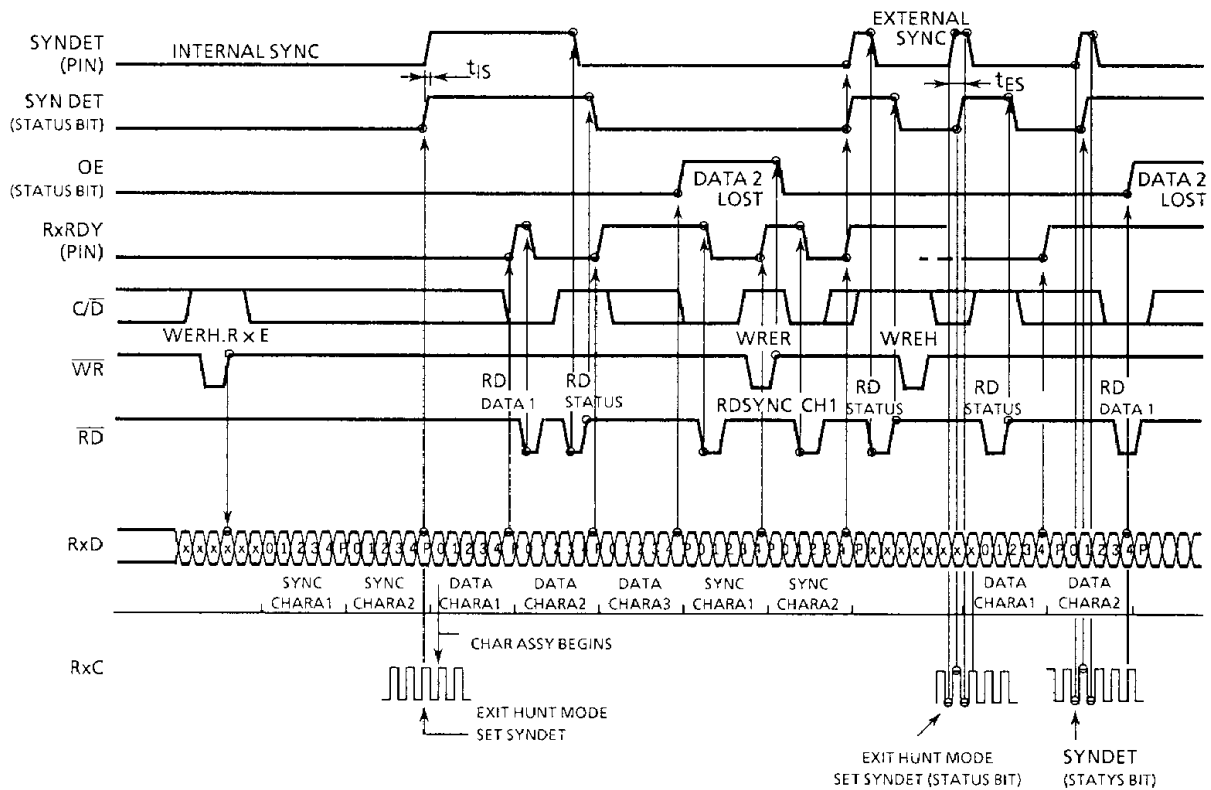 EXTERNAL
SYNC
SYNDET
(PIN)
INTERNAL SYNC
tIS
tES
SYN DET
(STATUS BIT)
OE
(STATUS BIT)
DATA 2
LOST
DATA 2
LOST
RxRDY
(PIN)
C/D
WERH.R x E
WRER
WREH
WR
RD
DATA 1
RD
STATUS
RDSYNC CH1
RD
STATUS
RD
STATUS
RD
DATA 1
RD
RxD
SYNC
CHARA1
SYNC
CHARA2
DATA
CHARA1
DATA
CHARA2
DATA
CHARA3
SYNC
CHARA1
SYNC
CHARA2
DATA
CHARA1
DATA
CHARA2
CHAR ASSY BEGINS
RxC
EXIT HUNT MODE
SET SYNDET
EXIT HUNT MODE
SET SYNDET (STATUS BIT)
SYNDET
(STATYS BIT)